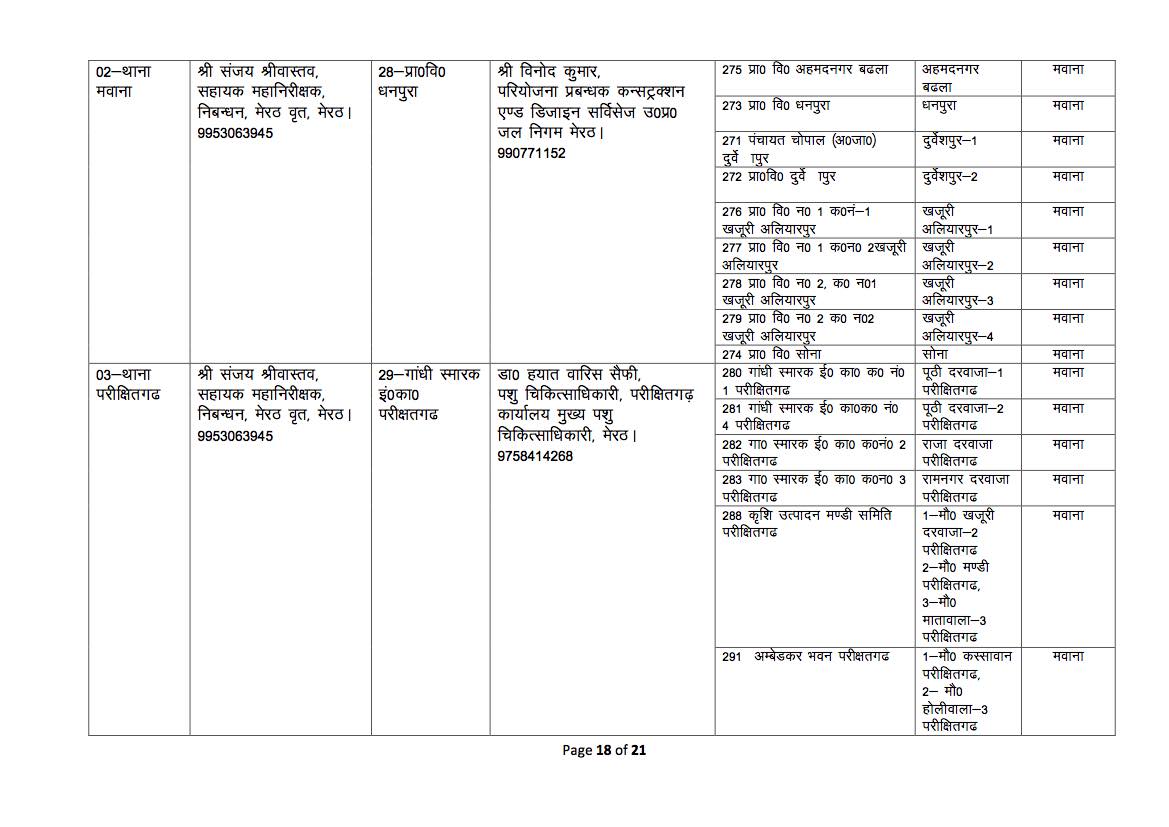 02–थाना
मवाना
श्री संजय श्रीवास्तव,
सहायक महानिरीक्षक,
निबन्धन, मेरठ वृत, मेरठ।
9953063945
28–प्रा0वि0
धनपुरा
श्री विनोद कुमार,
परियोजना प्रबन्धक कन्सट्रक्शन
एण्ड डिजाइन सर्विसेज उ0प्र0
जल निगम मेरठ।
990771152
275 प्रा0 वि0 अहमदनगर बढला
अहमदनगर
बढला
मवाना
273 प्रा0 वि0 धनपुरा
धनपुरा
मवाना
271 पंचायत चोपाल (अ0जा0)
दुर्वे ापुर
दुर्वेशपुर–1
मवाना
272 प्रा0वि0 दुर्वे ापुर
दुर्वेशपुर–2
मवाना
276 प्रा0 वि0 न0 1 क0नं–1
खजूरी अलियारपुर
खजूरी
अलियारपुर–1
मवाना
277 प्रा0 वि0 न0 1 क0न0 2खजूरी
अलियारपुर
खजूरी
अलियारपुर–2
मवाना
278 प्रा0 वि0 न0 2, क0 न01
खजूरी अलियारपुर
खजूरी
अलियारपुर–3
मवाना
279 प्रा0 वि0 न0 2 क0 न02
खजूरी अलियारपुर
खजूरी
अलियारपुर–4
मवाना
274 प्रा0 वि0 सोना
सोना
मवाना
03–थाना
परीक्षितगढ
श्री संजय श्रीवास्तव,
सहायक महानिरीक्षक,
निबन्धन, मेरठ वृत, मेरठ।
9953063945
29–गांधी स्मारक
इं0का0
परीक्षतगढ
डा0 हयात वारिस सैफी,
पशु चिकित्साधिकारी, परीक्षितगढ़
कार्यालय मुख्य पशु
चिकित्साधिकारी, मेरठ।
9758414268
280 गांधी स्मारक ई0 का0 क0 नं0
1 परीक्षितगढ
पूठी दरवाजा–1
परीक्षितगढ
मवाना
281 गांधी स्मारक ई0 का0क0 नं0
4 परीक्षितगढ
पूठी दरवाजा–2
परीक्षितगढ
मवाना
282 गा0 स्मारक ई0 का0 क0नं0 2
परीक्षितगढ
राजा दरवाजा
परीक्षितगढ
मवाना
283 गा0 स्मारक ई0 का0 क0न0 3
परीक्षितगढ
रामनगर दरवाजा
परीक्षितगढ
मवाना
288 कृशि उत्पादन मण्डी समिति
परीक्षितगढ
1–मौ0 खजूरी
दरवाजा–2
परीक्षितगढ
2–मौ0 मण्डी
परीक्षितगढ,
3–मौ0
मातावाला–3
परीक्षितगढ
मवाना
291 अम्बेडकर भवन परीक्षतगढ
1–मौ0 कस्सावान
परीक्षितगढ,
2– मौ0
होलीवाला–3
परीक्षितगढ
मवाना
Page 18 of 21